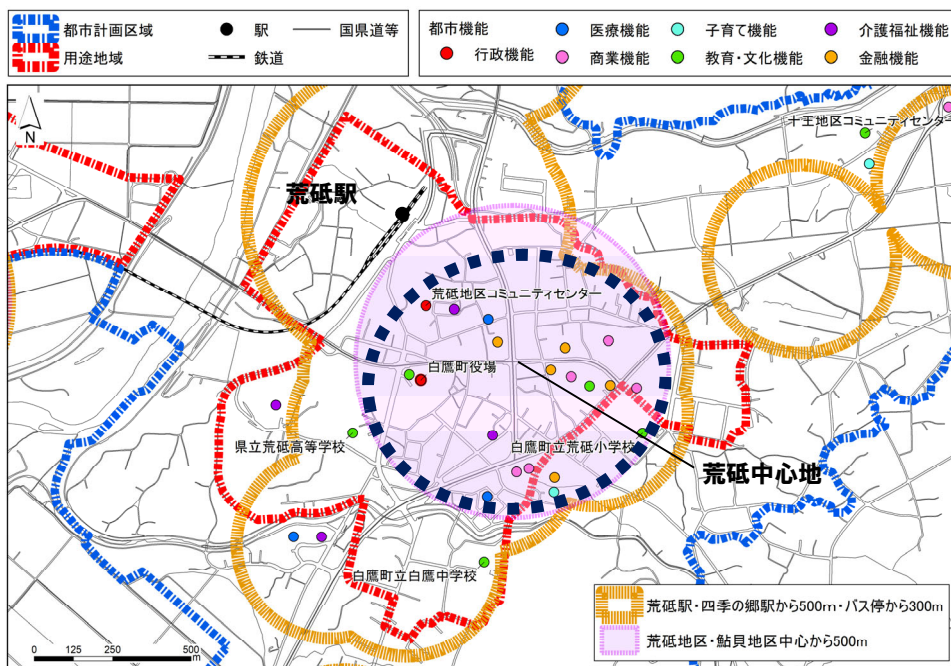 都市計画区域
駅
国県道等
用途地域
鉄道
都市機能
医療機能
子育て機能
介護福祉機能
行政機能
商業機能
教育・文化機能
金融機能
N
十王地区コミュニティセンター
荒砥駅
荒砥地区コミュニティセンター
白鷹町役場
県立荒砥高等学校
白鷹町立荒砥小学校
荒砥中心地
白鷹町立白鷹中学校
荒砥駅・四季の郷駅から500m・バス停から300m
荒砥地区・鮎貝地区中心から500m
0 125 250 500
m